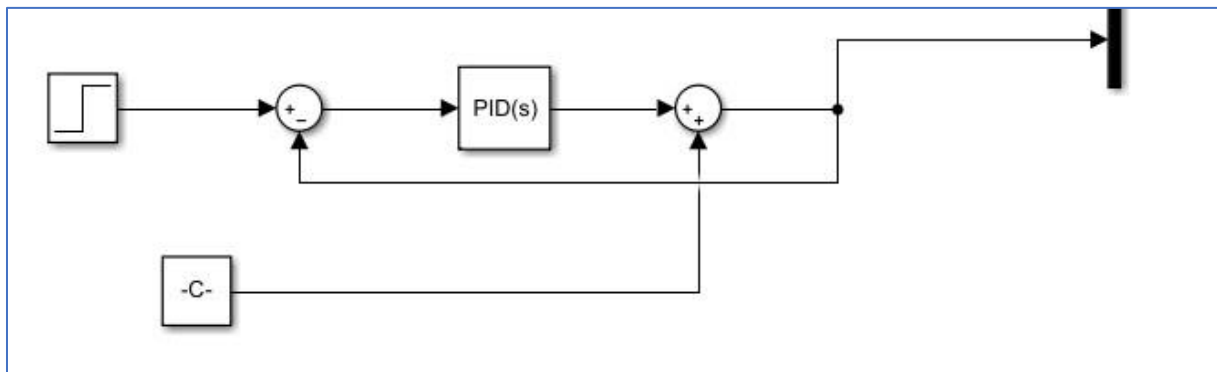 +
−
PID(s)
+
+
-C-